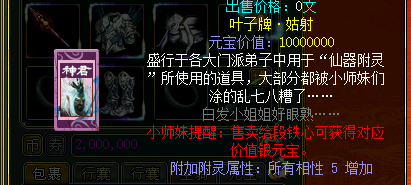 出售价格：0文
叶子牌·姑射
元宝价值：10000000
盛行于各大门派弟子中用于“仙器附灵
”所使用的道具，大部分都被小师妹们
涂的乱七八糟了……
白发小姐姐好眼熟……
小师妹提醒：售卖给段铁心可获得对应
价值银元宝。
附加附灵属性：所有相性 5 增加
神君
币 券 2,000,000
包裹 行赛 行赛